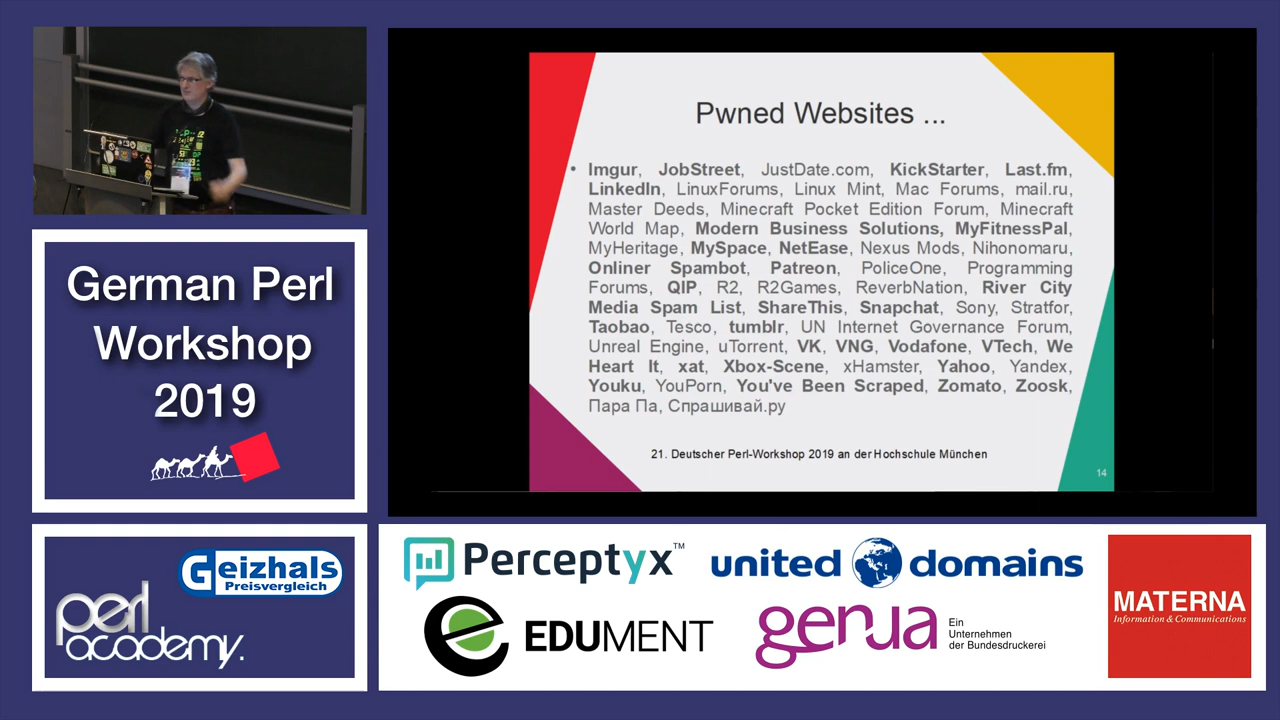 German Perl
Workshop
2019
Geizhals
Preisvergleich
perl
academy.
Pwned Websites ...
• Imgur, JobStreet, JustDate.com, KickStarter, Last.fm,
LinkedIn, LinuxForums, Linux Mint, Mac Forums, mail.ru,
Master Deeds, Minecraft Pocket Edition Forum, Minecraft
World Map, Modern Business Solutions, MyFitnessPal,
MyHeritage, MySpace, NetEase, Nexus Mods, Nihonomaru,
Onliner Spambot, Patreon, PoliceOne, Programming
Forums, QIP, R2, R2Games, ReverbNation, River City
Media Spam List, ShareThis, Snapchat, Sony, Stratfor,
Taobao, Tesco, tumblr, UN Internet Governance Forum,
Unreal Engine, uTorrent, VK, VNG, Vodafone, VTech, We
Heart It, xat, Xbox-Scene, xHamster, Yahoo, Yandex,
Youku, YouPorn, You've Been Scraped, Zomato, Zoosk,
Пара Па, Спрашивай.ру
21. Deutscher Perl-Workshop 2019 an der Hochschule München
14
Perceptyx™
united domains
EDUMENT
genua
Ein
Unternehmen
der Bundesdruckerei
MATERNA
Information & Communications